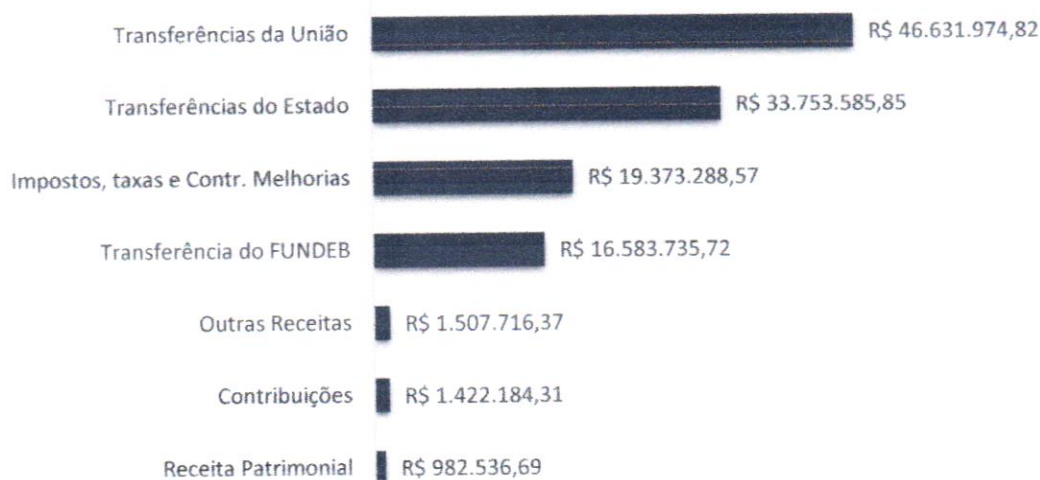 Transferências da União R$ 46.631.974,82
Transferências do Estado R$ 33.753.585,85
Impostos, taxas e Contr. Melhorias R$ 19.373.288,57
Transferência do FUNDEB R$ 16.583.735,72
Outras Receitas R$ 1.507.716,37
Contribuições R$ 1.422.184,31
Receita Patrimonial R$ 982.536,69